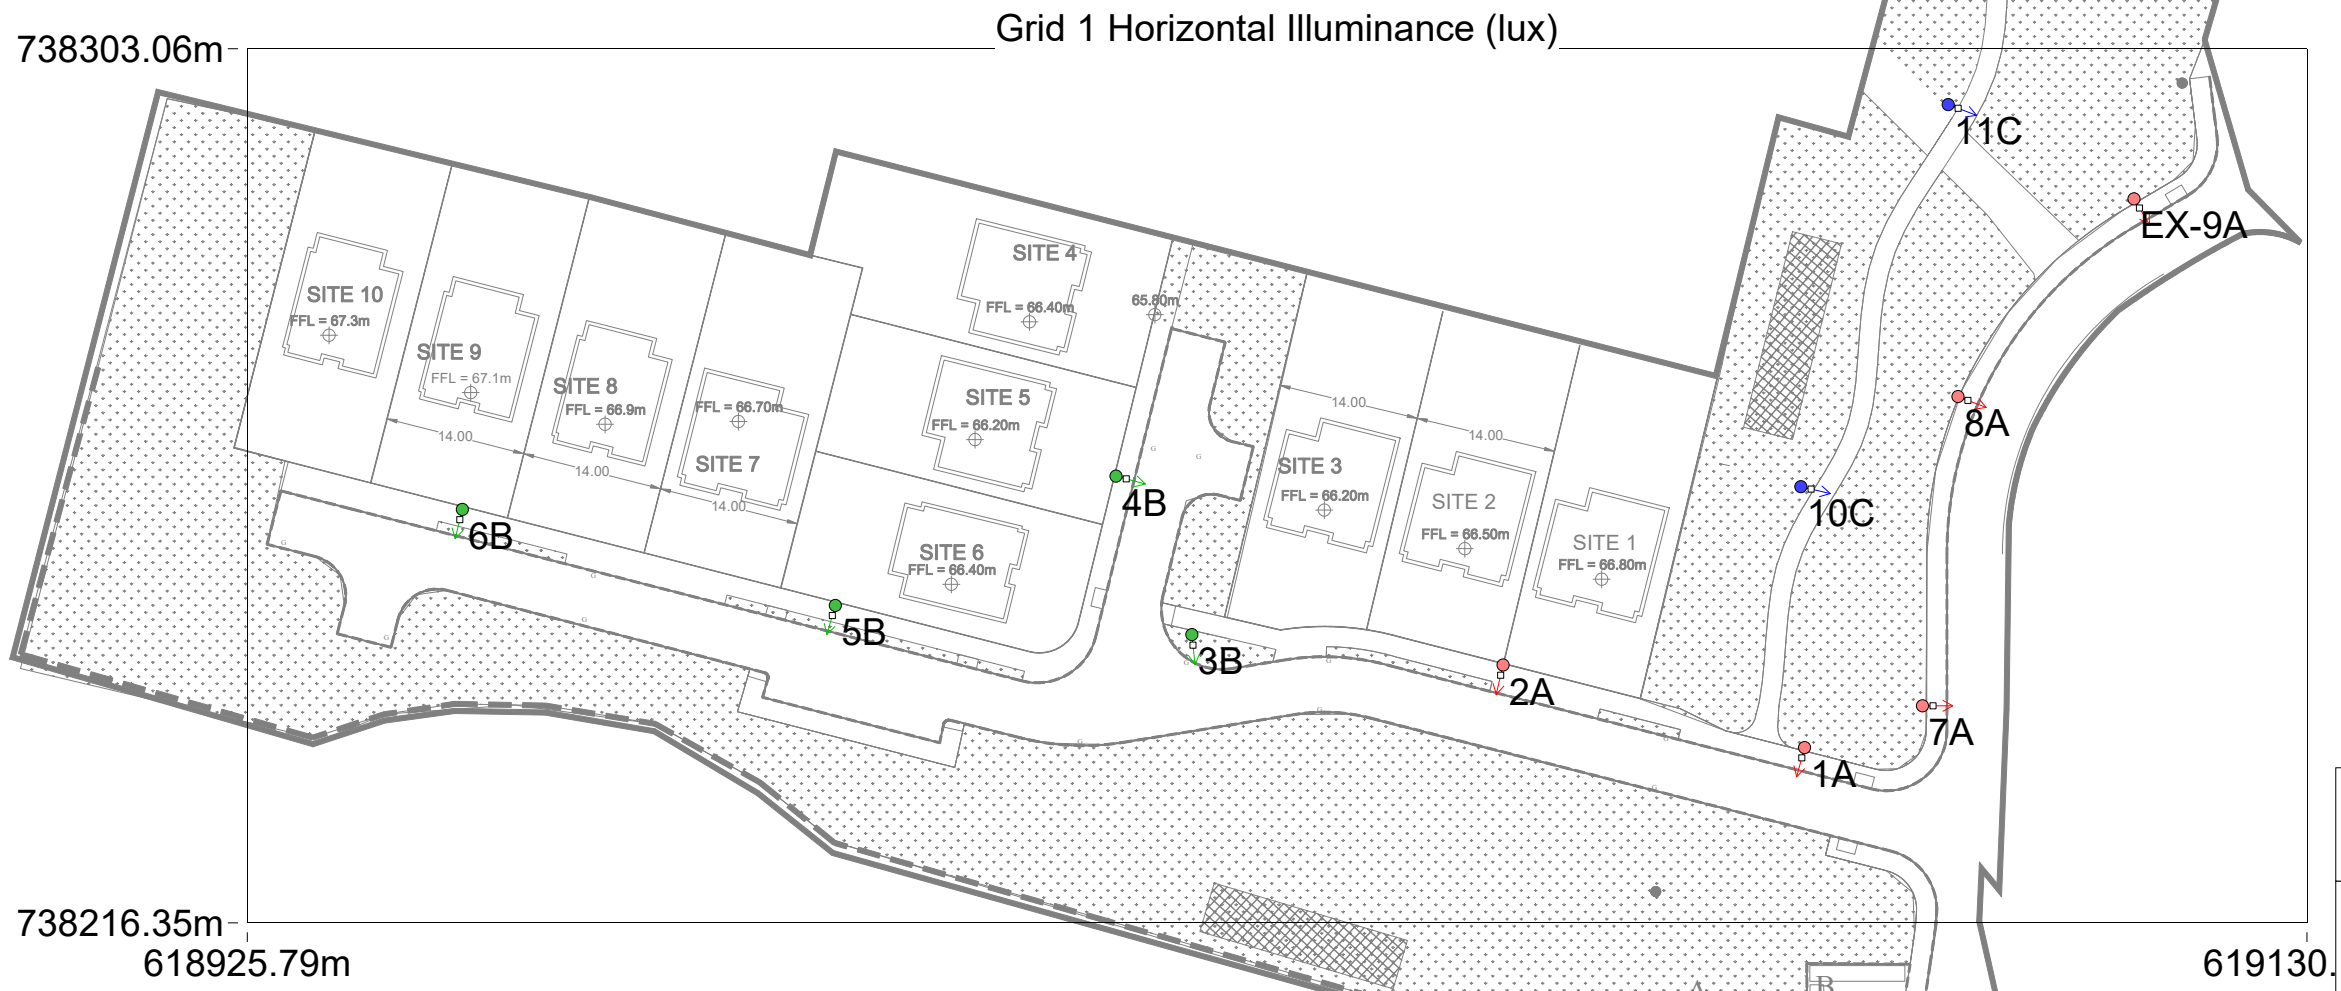 Grid 1 Horizontal Illuminance (lux)
738303.06m
11C
EX-9A
SITE 4
FFL = 66.40m
65.80m
SITE 10
FFL = 67.3m
SITE 9
FFL = 67.1m
SITE 8
FFL = 66.9m
FFL = 66.70m
SITE 7
SITE 5
FFL = 66.20m
14.00
14.00
14.00
14.00
14.00
8A
SITE 3
FFL = 66.20m
SITE 2
FFL = 66.50m
SITE 1
FFL = 66.80m
10C
4B
G
G
6B
SITE 6
FFL = 66.40m
G
G
G
G
5B
3B
G
G
2A
7A
G
G
G
1A
G
738216.35m
618925.79m
619130.
B